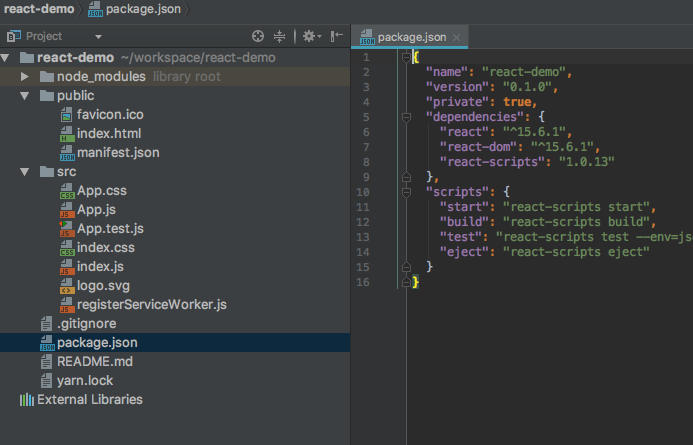 react-demo package.json
Project
react-demo ~/workspace/react-demo
node_modules library root
public
favicon.ico
index.html
manifest.json
src
App.css
App.js
App.test.js
index.css
index.js
logo.svg
registerServiceWorker.js
.gitignore
package.json
README.md
yarn.lock
External Libraries
package.json
1 {
2 "name": "react-demo",
3 "version": "0.1.0",
4 "private": true,
5 "dependencies": {
6 "react": "^15.6.1",
7 "react-dom": "^15.6.1",
8 "react-scripts": "1.0.13"
9 },
10 "scripts": {
11 "start": "react-scripts start",
12 "build": "react-scripts build",
13 "test": "react-scripts test --env=js
14 "eject": "react-scripts eject"
15 }
16 }